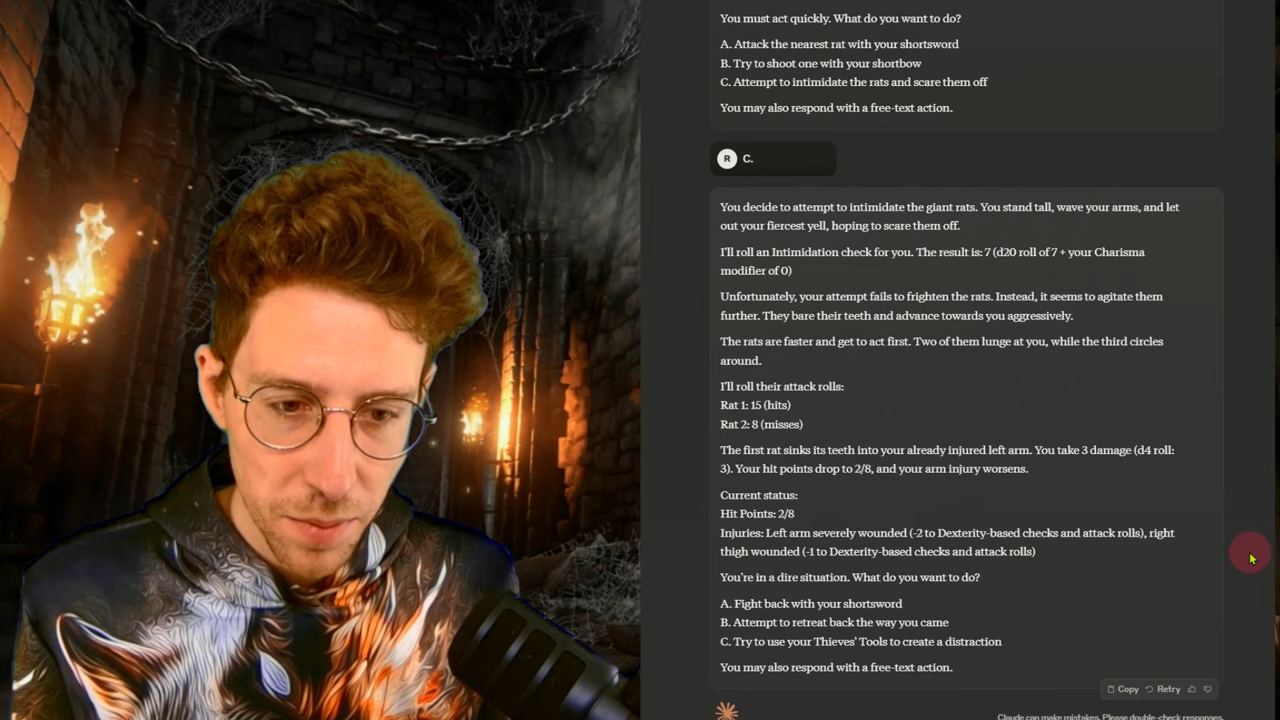 You must act quickly. What do you want to do?
A. Attack the nearest rat with your shortsword
B. Try to shoot one with your shortbow
C. Attempt to intimidate the rats and scare them off
You may also respond with a free-text action.
R C.
You decide to attempt to intimidate the giant rats. You stand tall, wave your arms, and let
out your fiercest yell, hoping to scare them off.
I'll roll an Intimidation check for you. The result is: 7 (d20 roll of 7 + your Charisma
modifier of 0)
Unfortunately, your attempt fails to frighten the rats. Instead, it seems to agitate them
further. They bare their teeth and advance towards you aggressively.
The rats are faster and get to act first. Two of them lunge at you, while the third circles
around.
I'll roll their attack rolls:
Rat 1: 15 (hits)
Rat 2: 8 (misses)
The first rat sinks its teeth into your already injured left arm. You take 3 damage (d4 roll:
3). Your hit points drop to 2/8, and your arm injury worsens.
Current status:
Hit Points: 2/8
Injuries: Left arm severely wounded (-2 to Dexterity-based checks and attack rolls), right
thigh wounded (-1 to Dexterity-based checks and attack rolls)
You're in a dire situation. What do you want to do?
A. Fight back with your shortsword
B. Attempt to retreat back the way you came
C. Try to use your Thieves' Tools to create a distraction
You may also respond with a free-text action.
Copy Retry
Claude can make mistakes. Please double-check responses.